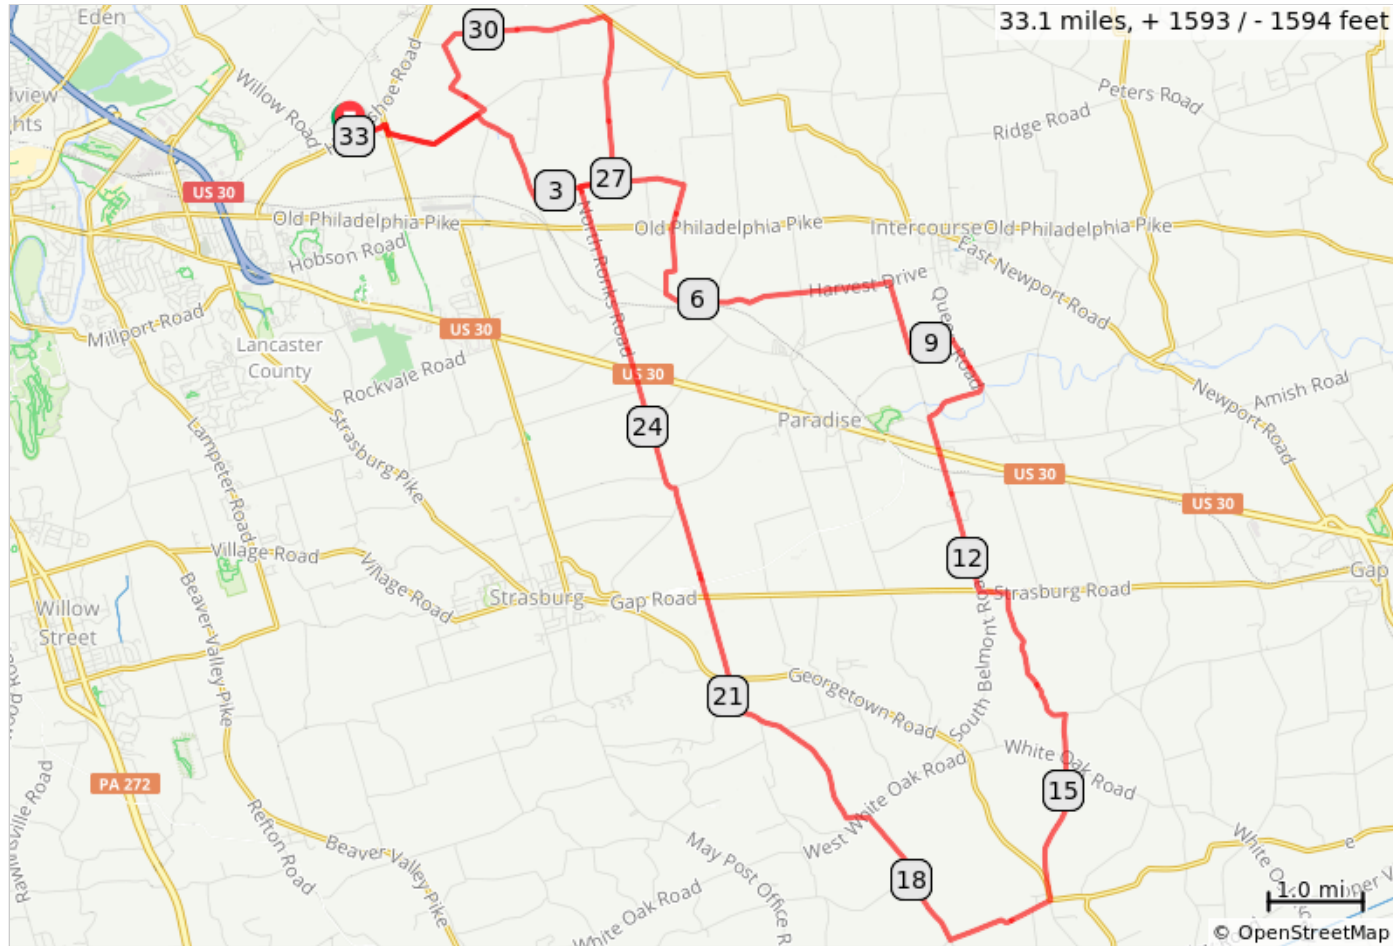 33.1 miles, + 1593 / - 1594 feet
Eden
30
Willow Road
Peters Road
Ridge Road
33
3
27
US 30
Old Philadelphia Pike
North Ronks Road
Old Philadelphia Pike
Intercourse
Old Philadelphia Pike
Hobson Road
East Newport Road
6
Harvest Drive
Millport Road
US 30
9
Lancaster
County
Rockvale Road
US 30
Amish
Newport Road
24
Paradise
Strasburg Pike
Lampeter Road
US 30
US 30
Village Road
12
Village Road
Strasburg
Gap Road
Strasburg Road
Gap
Willow
Street
Beaver Valley Pike
21
Georgetown Road
South Belmont
White Oak Road
PA 272
15
West White Oak Road
Refton Road
Beaver Valley Pike
May Post Office
18
White Oak Road
1.0 mi
© OpenStreetMap